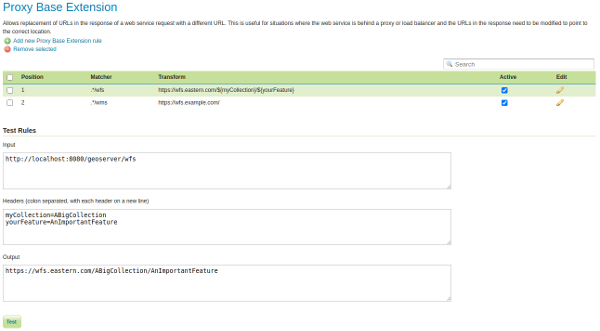 Proxy Base Extension
Allows replacement of URLs in the response of a web service request with a different URL. This is useful for situations where the web service is behind a proxy or load balancer and the URLs in the response need to be modified to point to
the correct location.
Add new Proxy Base Extension rule
Remove selected
Search
Position Matcher Transform Active Edit
1 .*/wfs https://wfs.eastern.com/${myCollection}/${yourFeature}
2 .*/wms https://wfs.example.com/
Test Rules
Input
http://localhost:8080/geoserver/wfs
Headers (colon separated, with each header on a new line)
myCollection=ABigCollection
yourFeature=AnImportantFeature
Output
https://wfs.eastern.com/ABigCollection/AnImportantFeature
Test